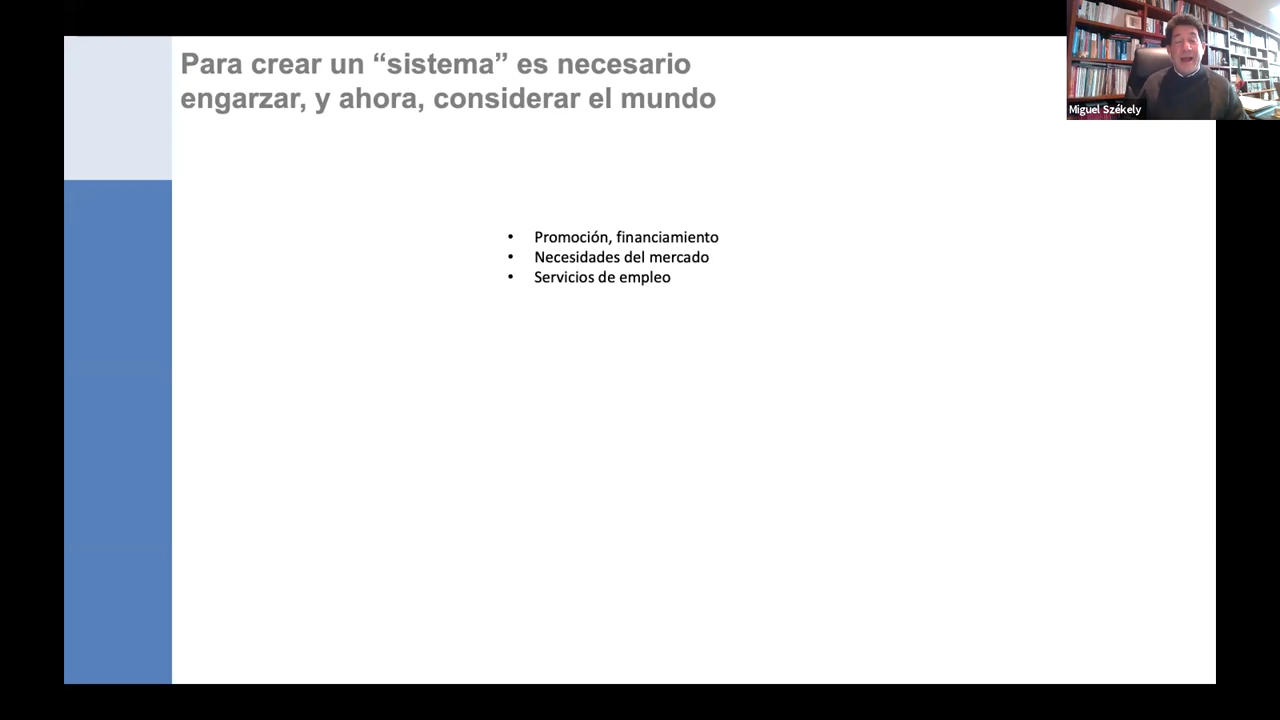 Para crear un “sistema” es necesario
engarzar, y ahora, considerar el mundo
Miguel Székely
• Promoción, financiamiento
• Necesidades del mercado
• Servicios de empleo